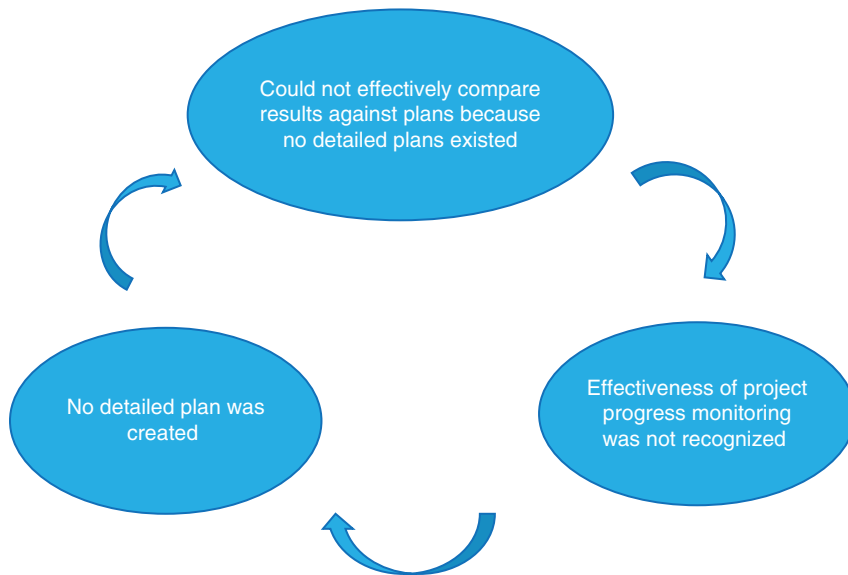 Could not effectively compare
results against plans because
no detailed plans existed
Effectiveness of project
progress monitoring
was not recognized
No detailed plan was
created